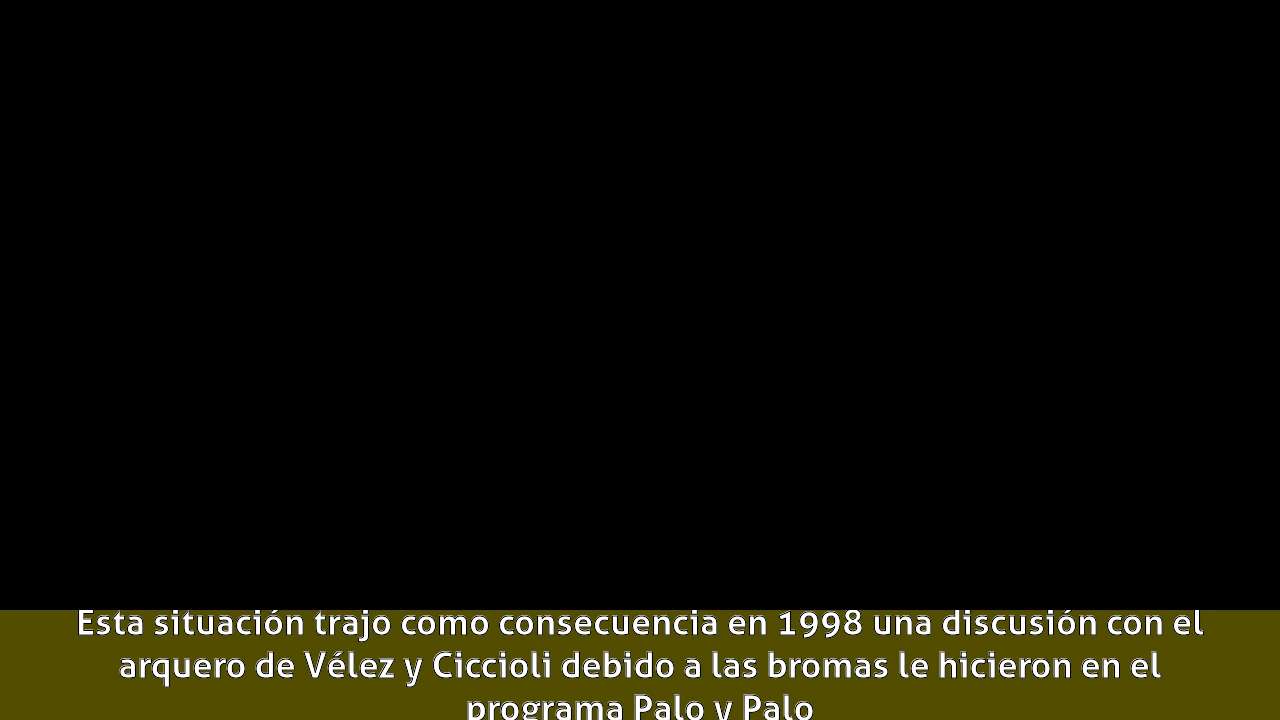 Esta situación trajo como consecuencia en 1998 una discusión con el
arquero de Vélez y Ciccioli debido a las bromas le hicieron en el
programa Palo y Palo